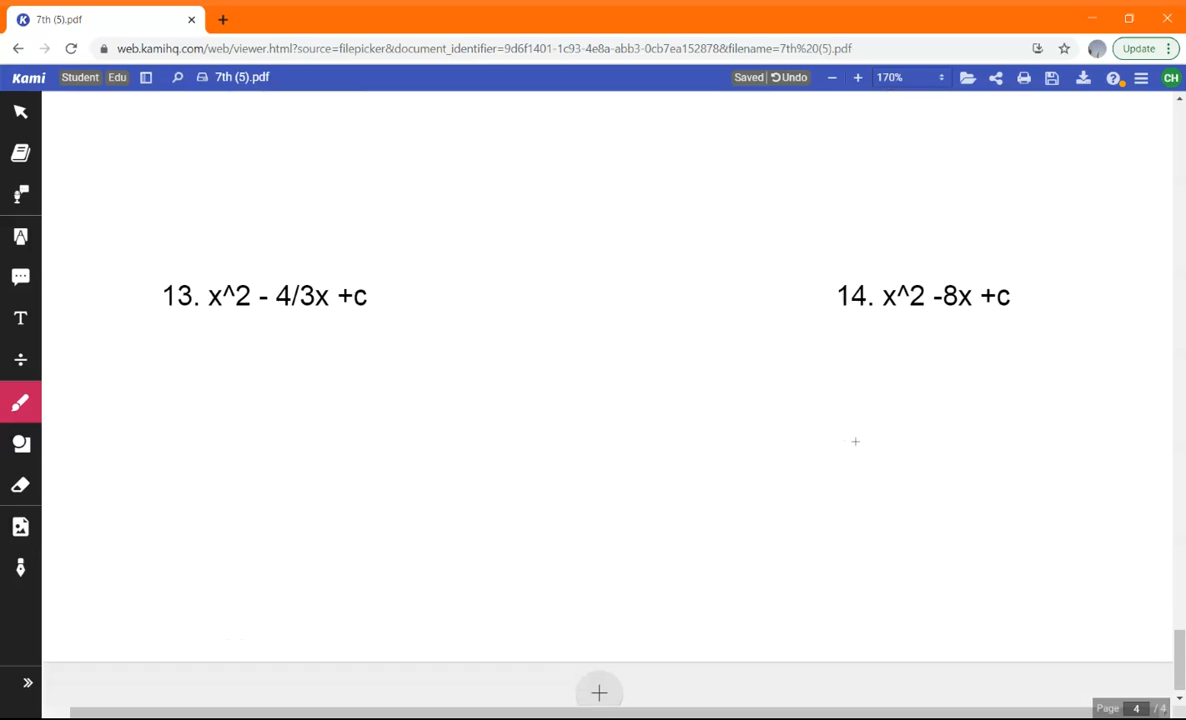 7th (5).pdf
web.kamihq.com/web/viewer.html?source=filepicker&document_identifier=9d6f1401-1c93-4e8a-abb3-0cb7ea152878&filename=7th%20(5).pdf
Update
Kami Student Edu 7th (5).pdf Saved Undo 170% CH
13. x^2 - 4/3x +c
14. x^2 -8x +c
Page 4 / 4